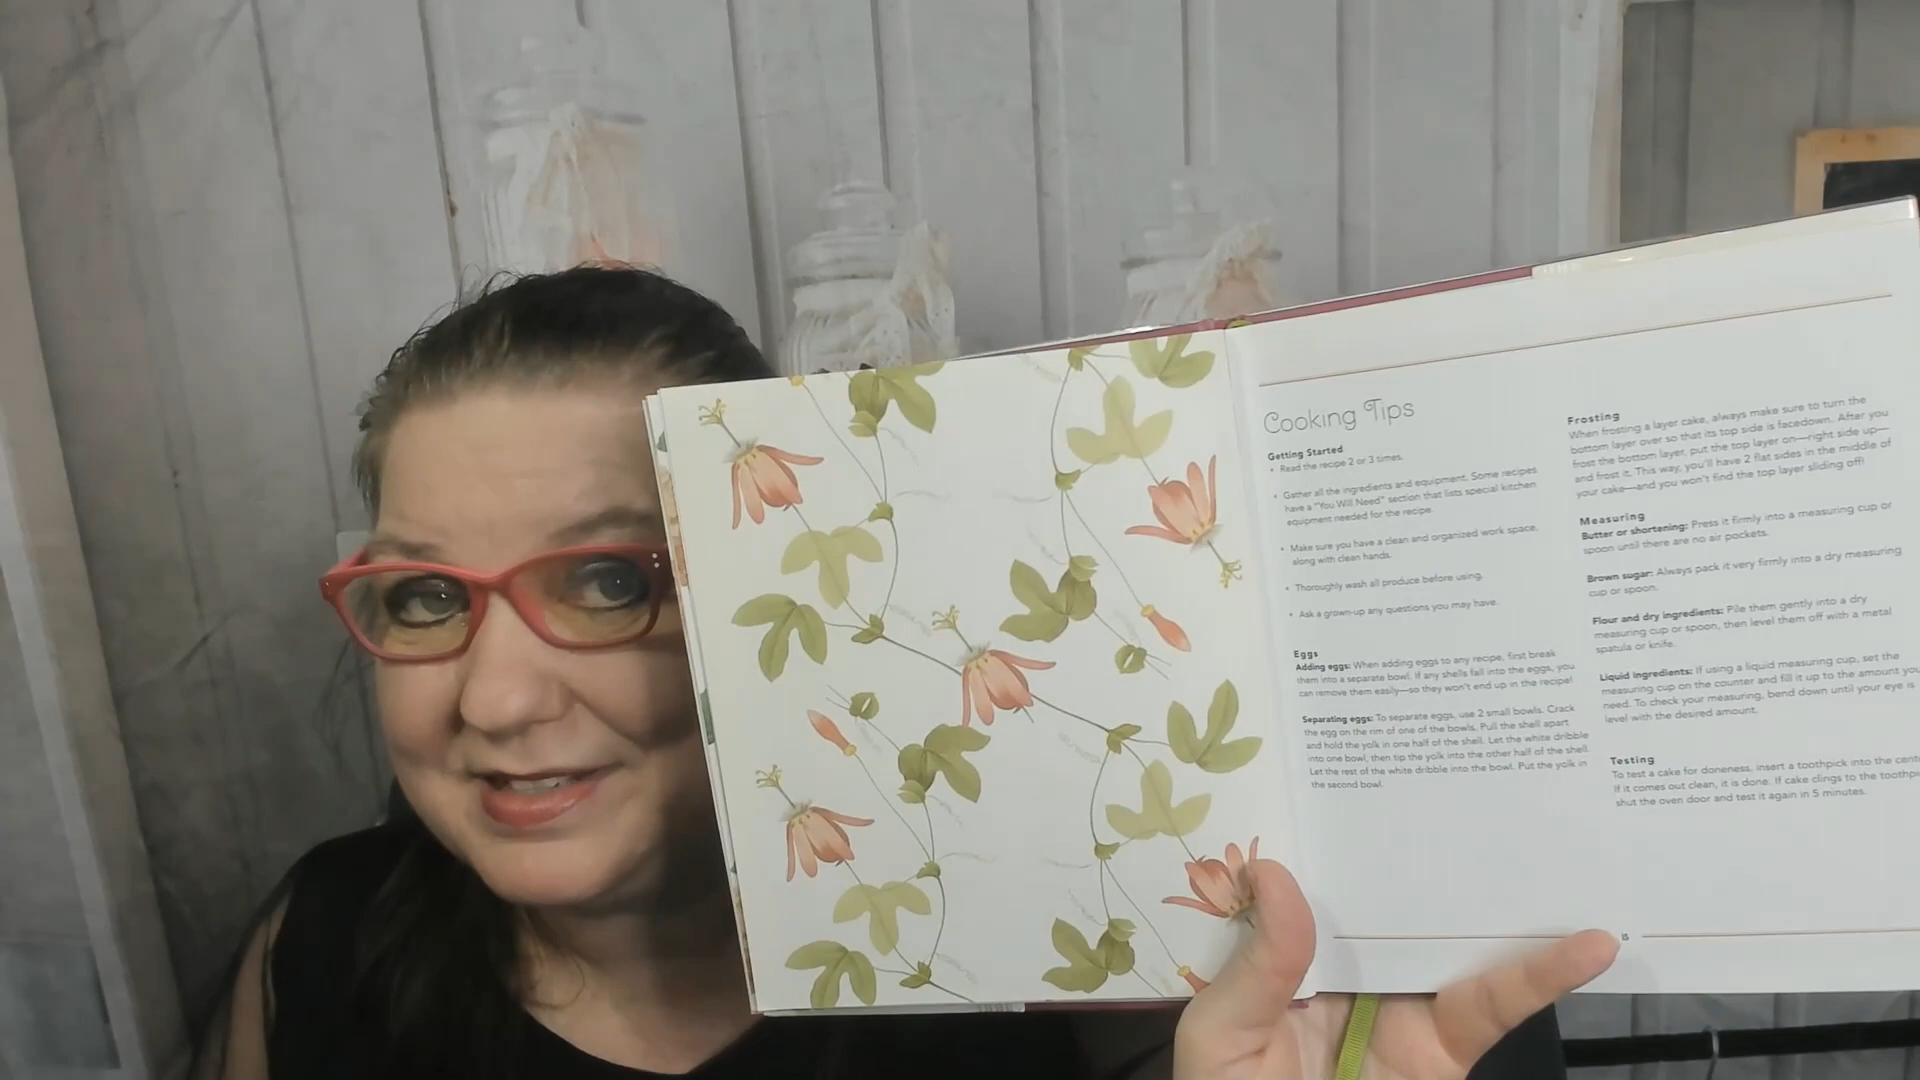 Cooking Tips
Getting Started
• Read the recipe 2 or 3 times.
• Gather all the ingredients and equipment. Some recipes
have a "You Will Need" section that lists special kitchen
equipment needed for the recipe.
• Make sure you have a clean and organized work space,
along with clean hands.
• Thoroughly wash all produce before using.
• Ask a grown-up any questions you may have.
Eggs
Adding eggs: When adding eggs to any recipe, first break
them into a separate bowl. If any shells fall into the eggs, you
can remove them easily—so they won't end up in the recipe!
Separating eggs: To separate eggs, use 2 small bowls. Crack
the egg on the rim of one of the bowls. Pull the shell apart
and hold the yolk in one half of the shell. Let the white dribble
into one bowl, then tip the yolk into the other half of the shell.
Let the rest of the white dribble into the bowl. Put the yolk in
the second bowl.
Frosting
When frosting a layer cake, always make sure to turn the
bottom layer over so that its top side is facedown. After you
frost the bottom layer, put the top layer on—right side up—
and frost it. This way, you'll have 2 flat sides in the middle of
your cake—and you won't find the top layer sliding off!
Measuring
Butter or shortening: Press it firmly into a measuring cup or
spoon until there are no air pockets.
Brown sugar: Always pack it very firmly into a dry measuring
cup or spoon.
Flour and dry ingredients: Pile them gently into a dry
measuring cup or spoon, then level them off with a metal
spatula or knife.
Liquid ingredients: If using a liquid measuring cup, set the
measuring cup on the counter and fill it up to the amount you
need. To check your measuring, bend down until your eye is
level with the desired amount.
Testing
To test a cake for doneness, insert a toothpick into the cent
If it comes out clean, it is done. If cake clings to the toothpi
shut the oven door and test it again in 5 minutes.
15